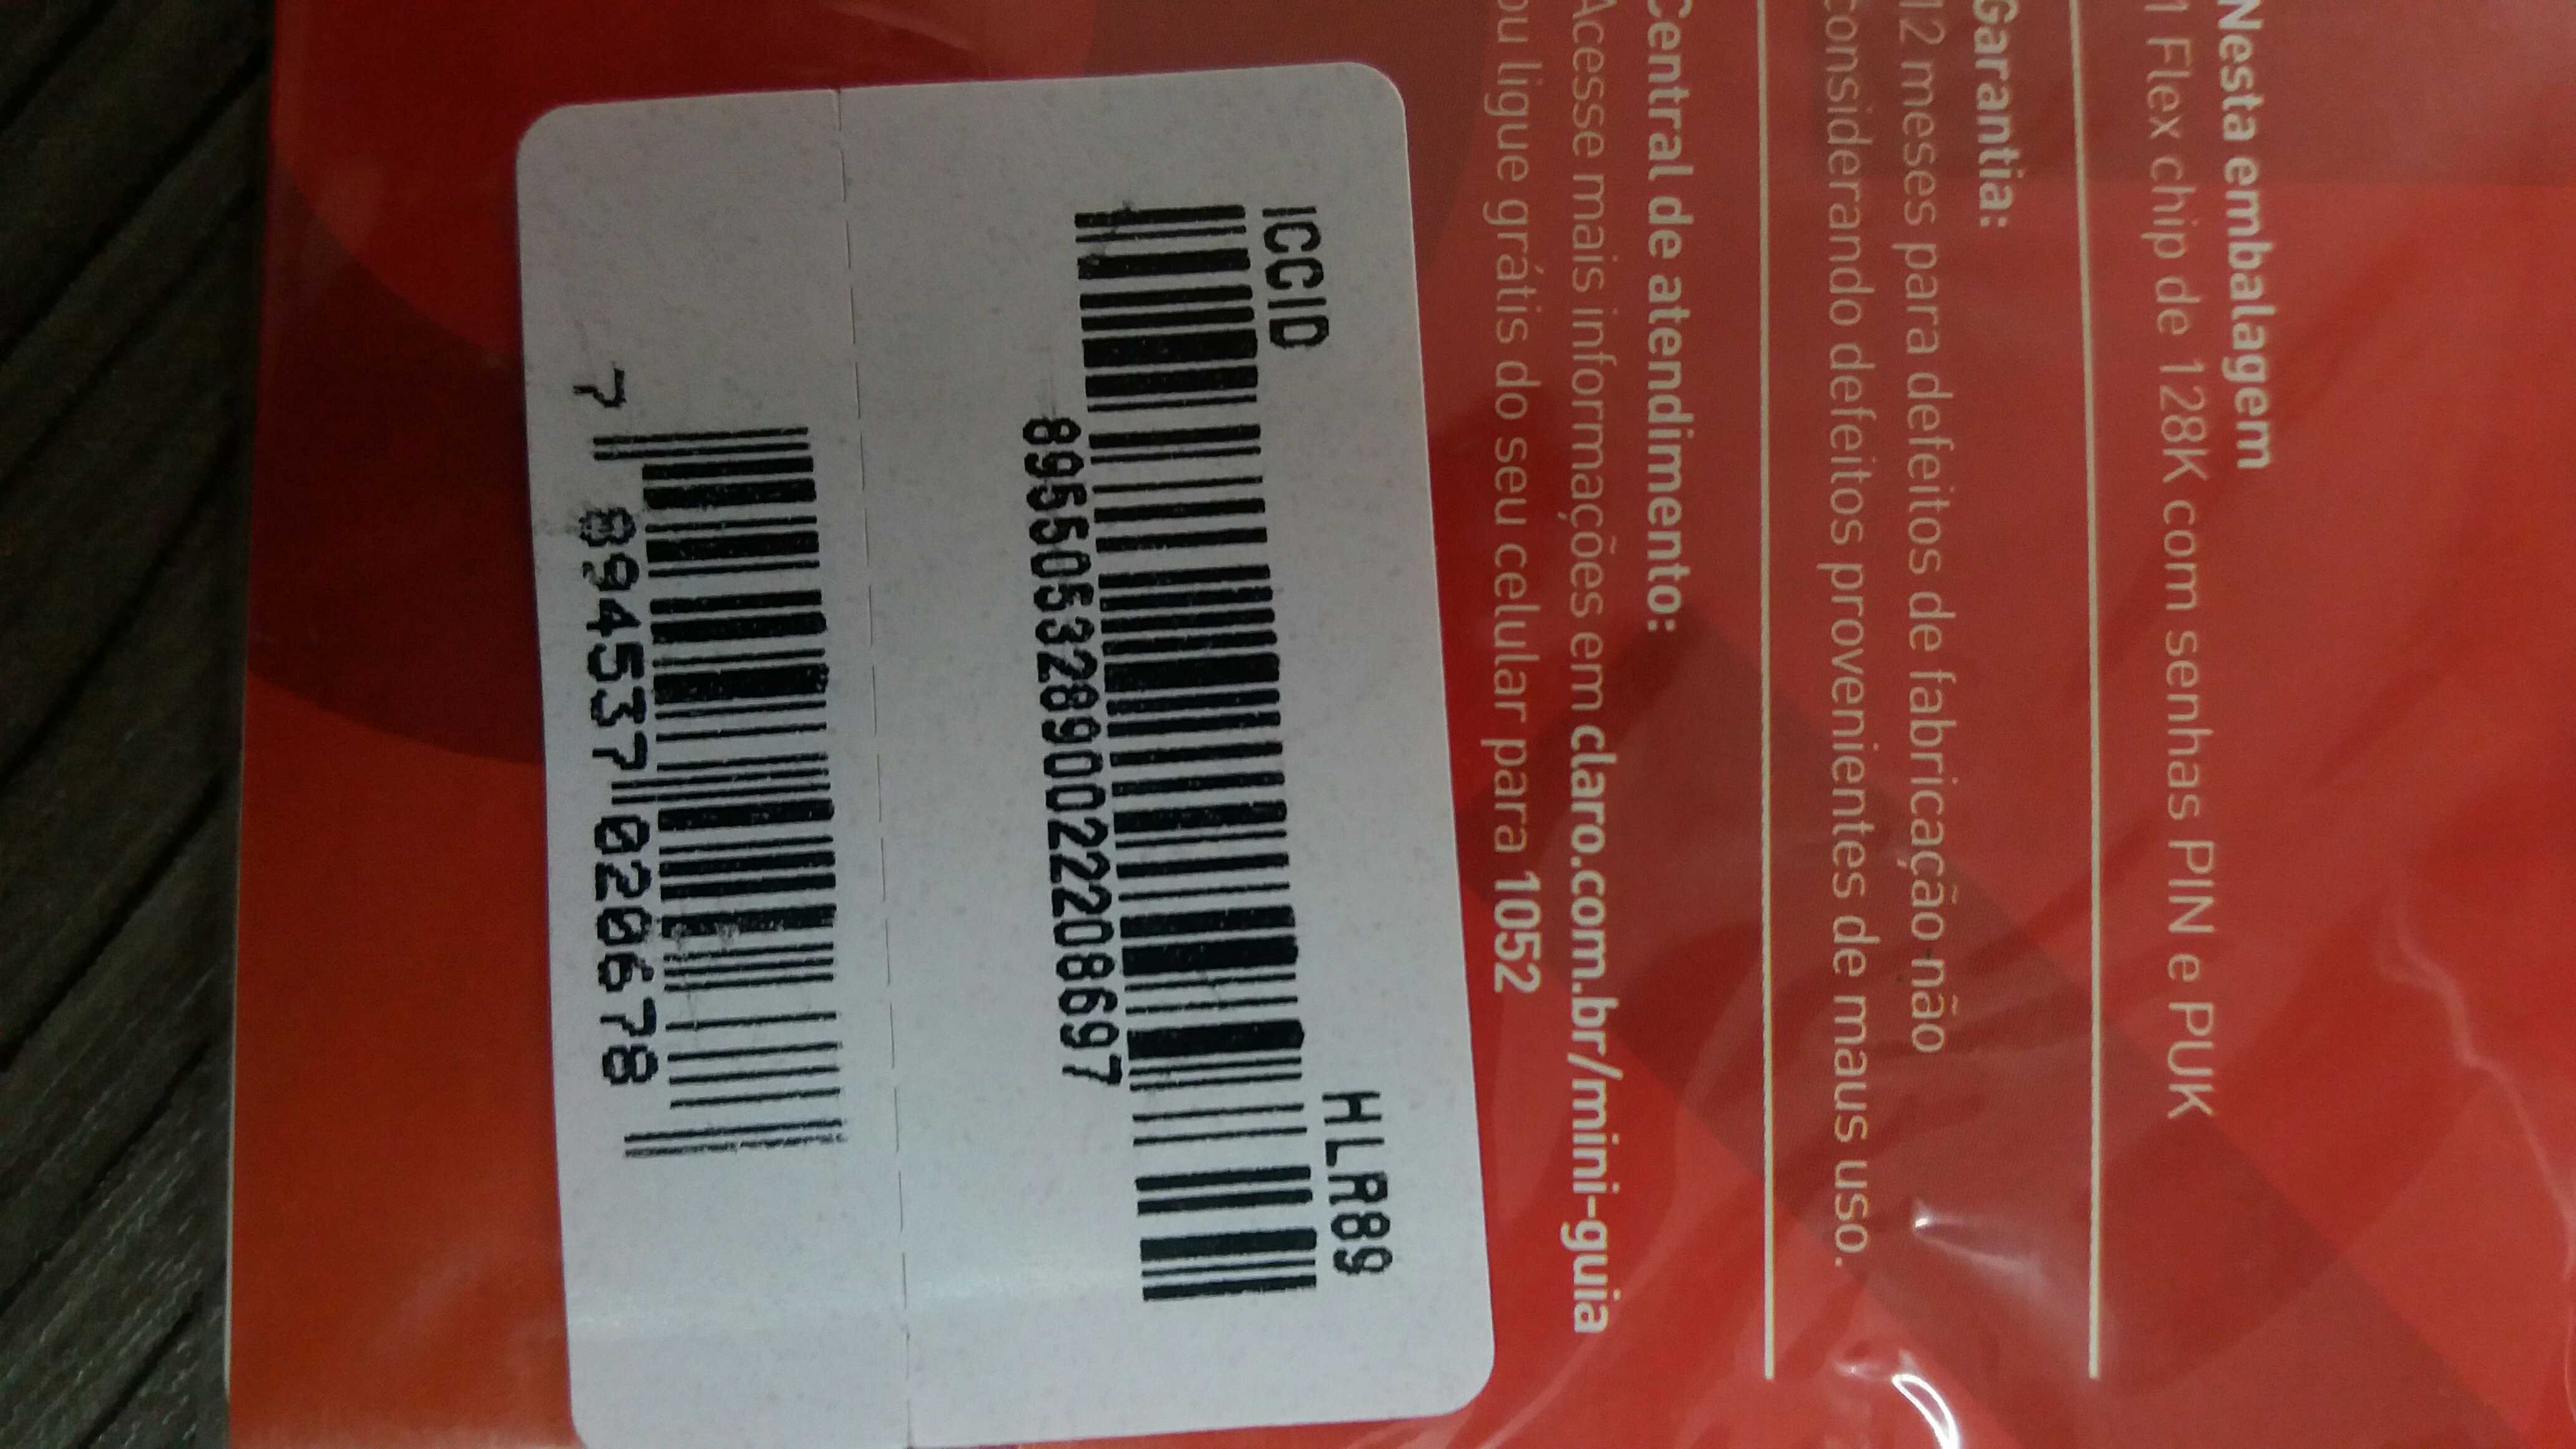 Nesta embalagem
1 Flex chip de 128K com senhas PIN e PUK
Garantia:
12 meses para defeitos de fabricação não
considerando defeitos provenientes de maus uso.
Central de atendimento:
Acesse mais informações em claro.com.br/mini-guia
ou ligue grátis do seu celular para 1052
ICCID HLR89
89550532890022208697
7 894537 020678